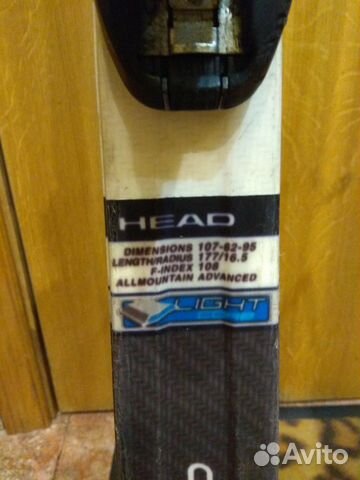 HEAD
DIMENSIONS 107-62-95
LENGTH/RADIUS 177/16.5
F-INDEX 108
ALLMOUNTAIN ADVANCED
LIGHT
Avito